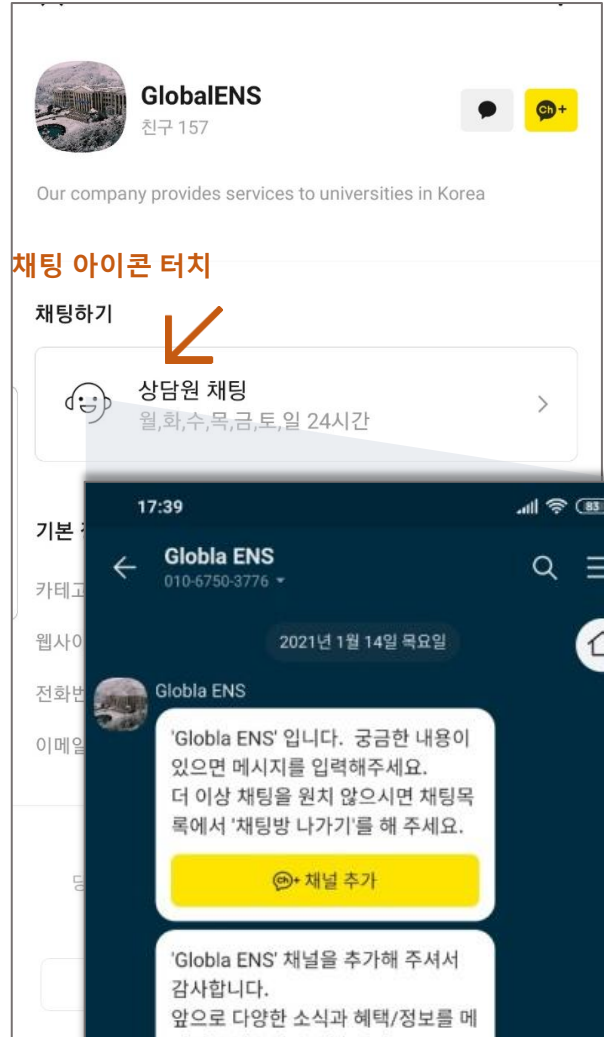 GlobalENS
친구 157
Ch+
Our company provides services to universities in Korea
채팅 아이콘 터치
채팅하기
상담원 채팅
월,화,수,목,금,토,일 24시간
기본
카테고
웹사이
전화번
이메일
17:39
83
Globla ENS
010-6750-3776
2021년 1월 14일 목요일
Globla ENS
'Globla ENS' 입니다. 궁금한 내용이
있으면 메시지를 입력해주세요.
더 이상 채팅을 원치 않으시면 채팅목
록에서 '채팅방 나가기'를 해 주세요.
Ch+ 채널 추가
'Globla ENS' 채널을 추가해 주셔서
감사합니다.
앞으로 다양한 소식과 혜택/정보를 메